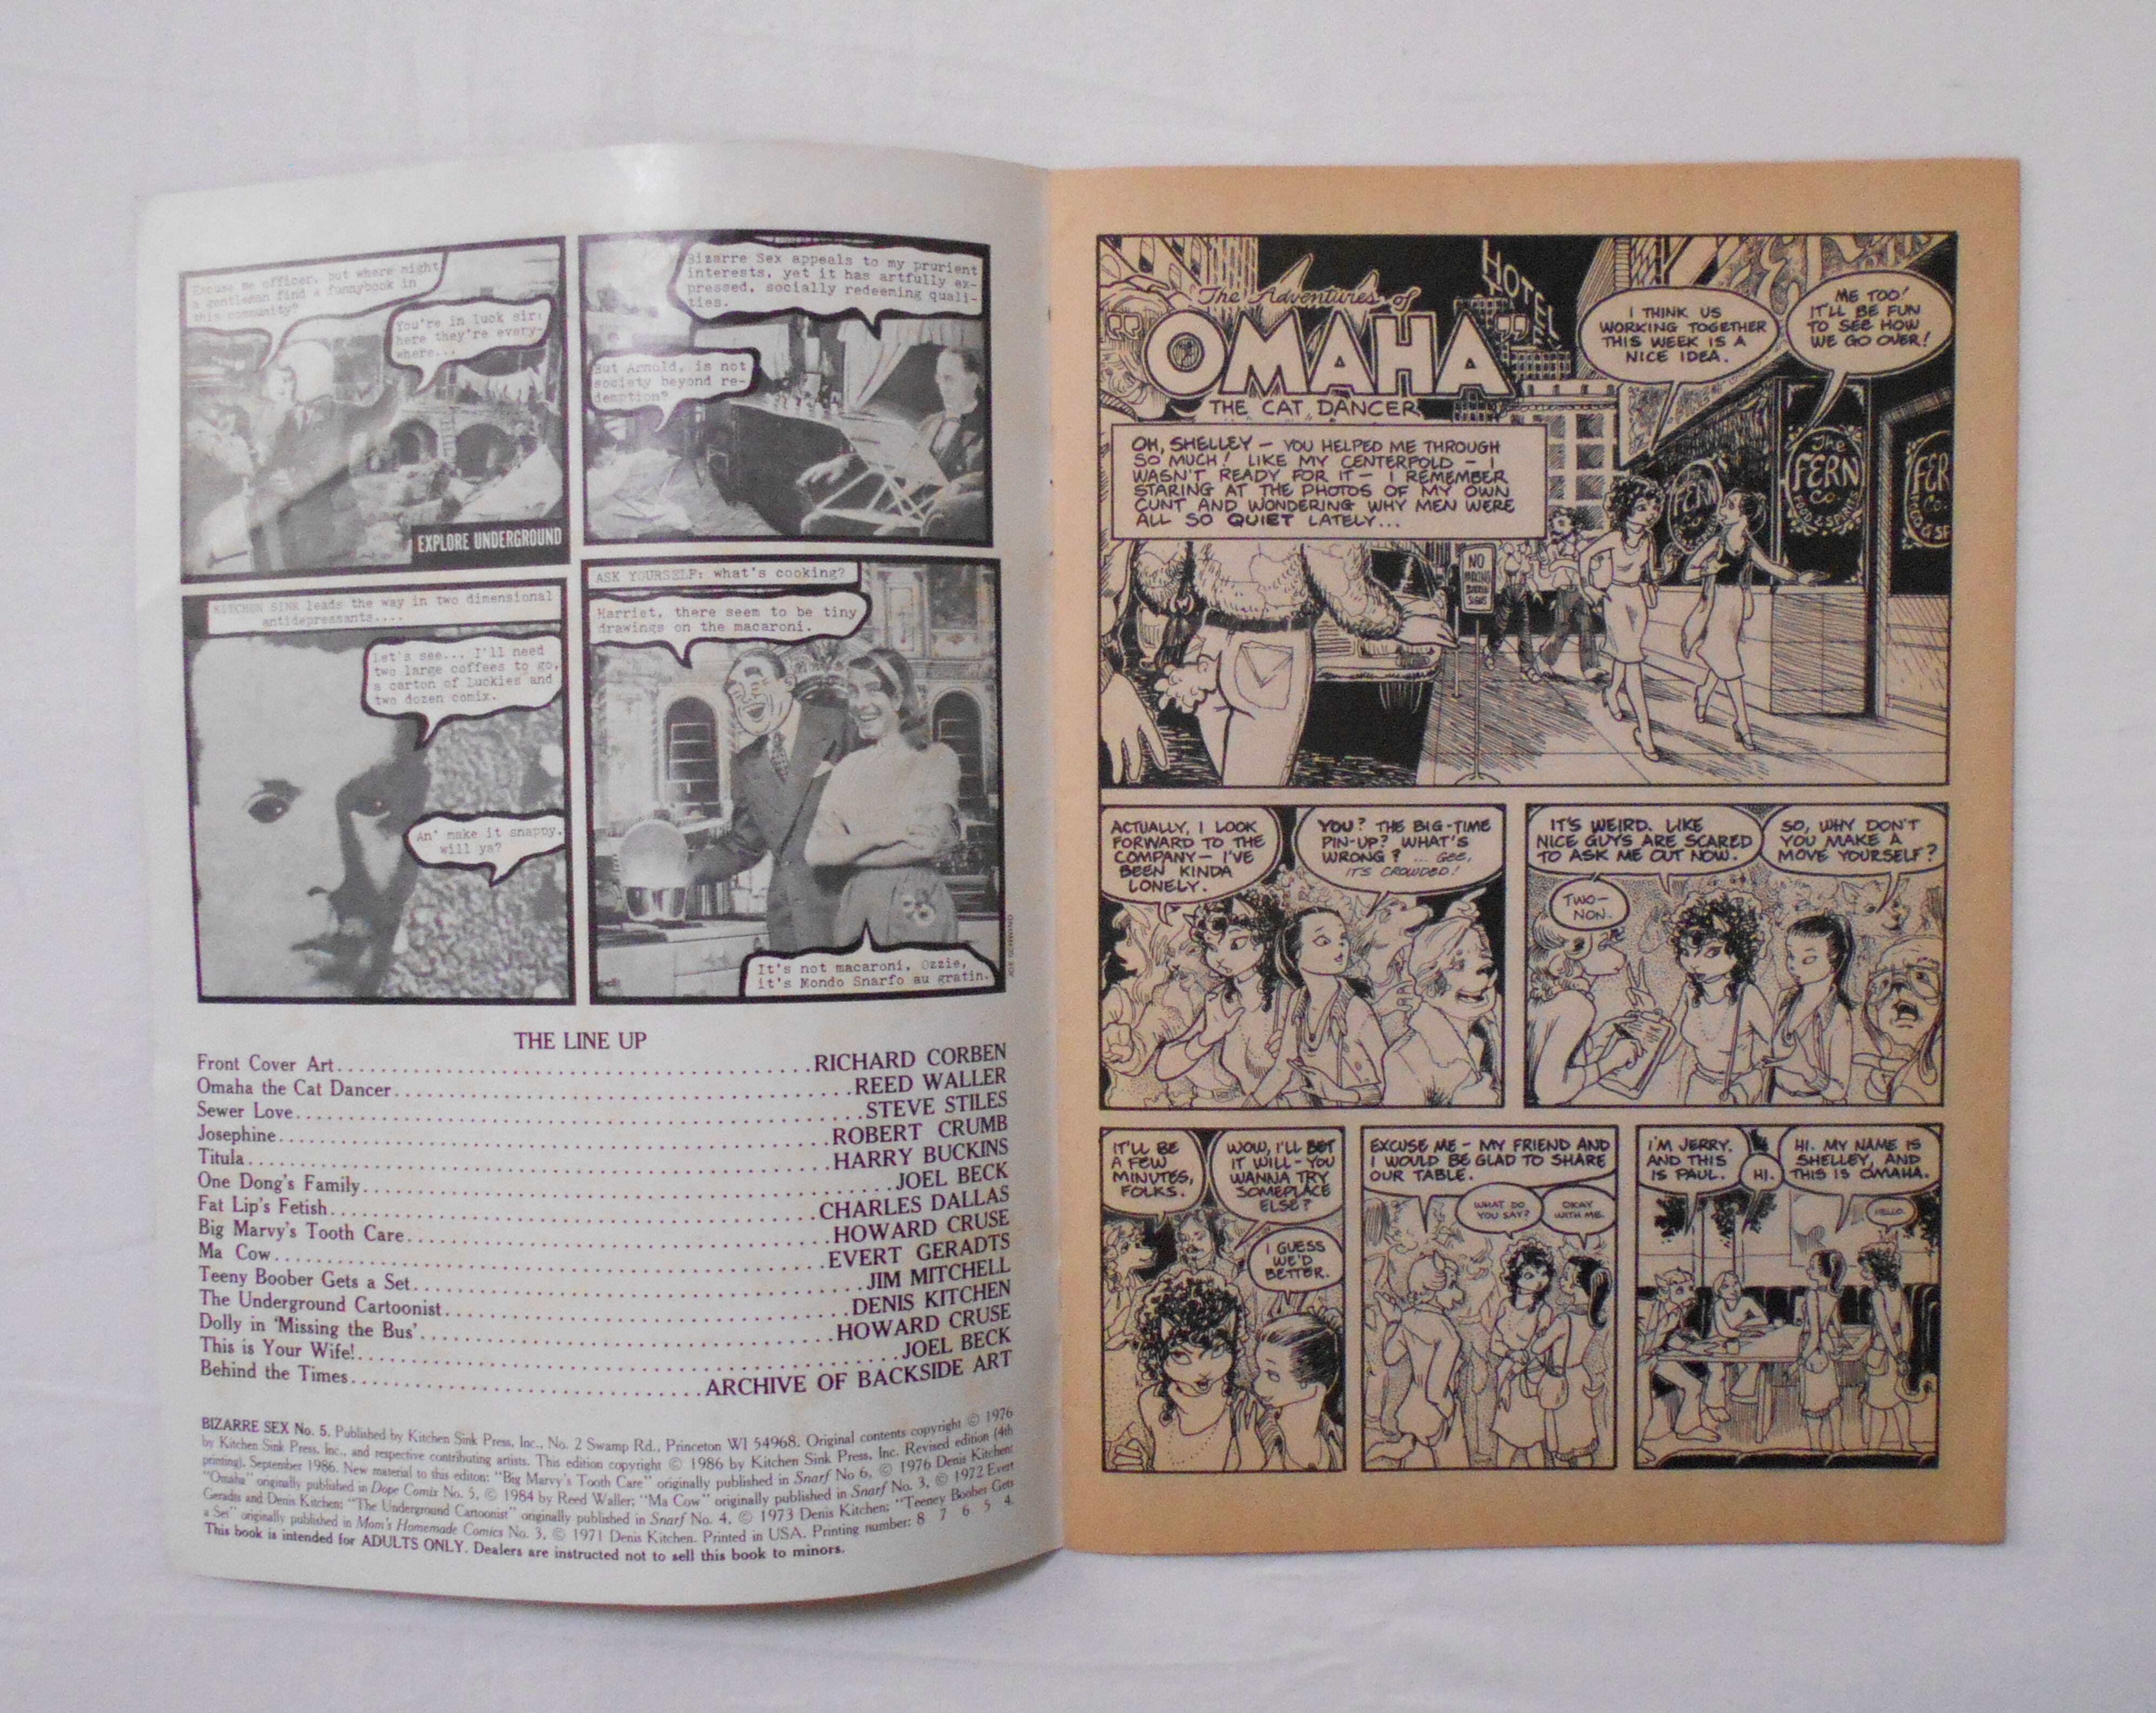 Excuse me officer, but where might
a gentleman find a funnybook in
this community?
You're in luck sir;
here they're every-
where...
EXPLORE UNDERGROUND
Bizarre Sex appeals to my prurient
interests, yet it has artfully ex-
pressed, socially redeeming quali-
ties.
But Arnold, is not
society beyond re-
demption?
KITCHEN SINK leads the way in two dimensional
antidepressants....
Let's see... I'll need
two large coffees to go,
a carton of Luckies and
two dozen comix.
An' make it snappy,
will ya?
ASK YOURSELF: what's cooking?
Harriet, there seem to be tiny
drawings on the macaroni.
It's not macaroni, Ozzie,
it's Mondo Snarfo au gratin.
THE LINE UP
Front Cover Art........RICHARD CORBEN
Omaha the Cat Dancer........REED WALLER
Sewer Love........STEVE STILES
Josephine........ROBERT CRUMB
Titula........HARRY BUCKINS
One Dong's Family........JOEL BECK
Fat Lip's Fetish........CHARLES DALLAS
Big Marvy's Tooth Care........HOWARD CRUSE
Ma Cow........EVERT GERADTS
Teeny Boober Gets a Set........JIM MITCHELL
The Underground Cartoonist........DENIS KITCHEN
Dolly in 'Missing the Bus'........HOWARD CRUSE
This is Your Wife!........JOEL BECK
Behind the Times........ARCHIVE OF BACKSIDE ART
BIZARRE SEX No. 5. Published by Kitchen Sink Press, Inc., No. 2 Swamp Rd., Princeton WI 54968. Original contents copyright © 1976
by Kitchen Sink Press, Inc., and respective contributing artists. This edition copyright © 1986 by Kitchen Sink Press, Inc. Revised edition (4th
printing), September 1986. New material to this editon: "Big Marvy's Tooth Care" originally published in Snarf No 6, © 1976 Denis Kitchen;
"Omaha" originally published in Dope Comix No. 5, © 1984 by Reed Waller; "Ma Cow" originally published in Snarf No. 3, © 1972 Evert
Geradts and Denis Kitchen; "The Underground Cartoonist" originally published in Snarf No. 4, © 1973 Denis Kitchen; "Teeney Boober Gets
a Set" originally published in Mom's Homemade Comics No. 3, © 1971 Denis Kitchen. Printed in USA. Printing number: 8 7 6 5 4
This book is intended for ADULTS ONLY. Dealers are instructed not to sell this book to minors.
The Adventures of
"OMAHA"
THE CAT DANCER
HOTEL
I THINK US
WORKING TOGETHER
THIS WEEK IS A
NICE IDEA.
ME TOO!
IT'LL BE FUN
TO SEE HOW
WE GO OVER!
OH, SHELLEY – YOU HELPED ME THROUGH
SO MUCH! LIKE MY CENTERFOLD – I
WASN'T READY FOR IT – I REMEMBER
STARING AT THE PHOTOS OF MY OWN
CUNT AND WONDERING WHY MEN WERE
ALL SO QUIET LATELY...
The
FERN
Co.
FOOD & SPIRITS
FERN
FER
Co.
NO
SIGNS
ACTUALLY, I LOOK
FORWARD TO THE
COMPANY – I'VE
BEEN KINDA
LONELY.
YOU? THE BIG-TIME
PIN-UP? WHAT'S
WRONG? ... GEE,
IT'S CROWDED!
IT'S WEIRD. LIKE
NICE GUYS ARE SCARED
TO ASK ME OUT NOW.
SO, WHY DON'T
YOU MAKE A
MOVE YOURSELF?
TWO–
NON.
IT'LL BE
A FEW
MINUTES,
FOLKS.
WOW, I'LL BET
IT WILL – YOU
WANNA TRY
SOMEPLACE
ELSE?
I GUESS
WE'D
BETTER.
EXCUSE ME – MY FRIEND AND
I WOULD BE GLAD TO SHARE
OUR TABLE.
WHAT DO
YOU SAY?
OKAY
WITH ME.
I'M JERRY.
AND THIS
IS PAUL.
HI.
HI. MY NAME IS
SHELLEY, AND
THIS IS OMAHA.
HELLO.